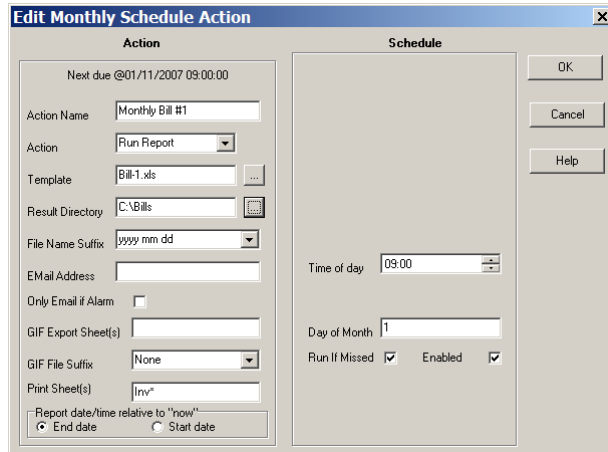 Edit Monthly Schedule Action
Action
Next due @01/11/2007 09:00:00
Action Name Monthly Bill #1
Action Run Report
Template Bill-1.xls ...
Result Directory C:\Bills ...
File Name Suffix yyyy mm dd
EMail Address
Only Email if Alarm
GIF Export Sheet(s)
GIF File Suffix None
Print Sheet(s) Inv*
Report date/time relative to "now"
End date Start date
Schedule
Time of day 09:00
Day of Month 1
Run If Missed Enabled
OK
Cancel
Help